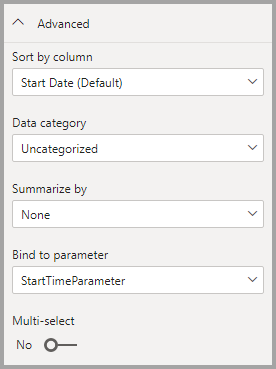 Advanced
Sort by column
Start Date (Default)
Data category
Uncategorized
Summarize by
None
Bind to parameter
StartTimeParameter
Multi-select
No